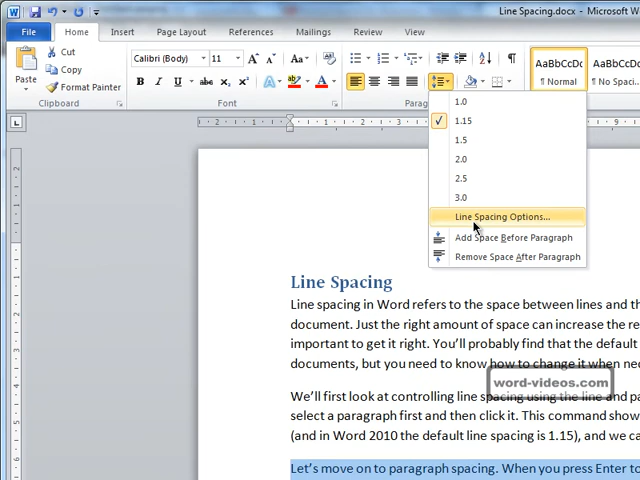 Line Spacing.docx - Microsoft W
File Home Insert Page Layout References Mailings Review View
Paste
Cut
Copy
Format Painter
Clipboard
Calibri (Body) 11
Font
Parag
AaBbCcDc
¶ Normal
AaBbCcDc
¶ No Spaci...
1.0
1.15
1.5
2.0
2.5
3.0
Line Spacing Options...
Add Space Before Paragraph
Remove Space After Paragraph
Line Spacing
Line spacing in Word refers to the space between lines and th
document. Just the right amount of space can increase the re
important to get it right. You'll probably find that the default
documents, but you need to know how to change it when nee
word-videos.com
We'll first look at controlling line spacing using the line and pa
select a paragraph first and then click it. This command show
(and in Word 2010 the default line spacing is 1.15), and we ca
Let's move on to paragraph spacing. When you press Enter to